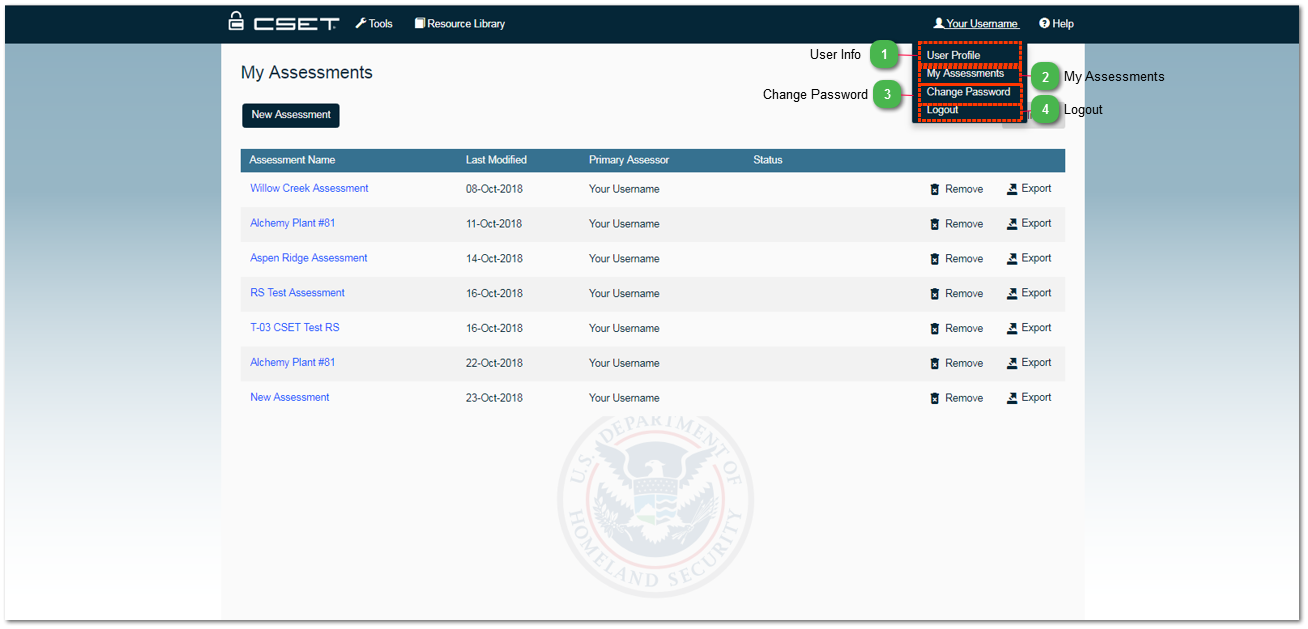 CSET Tools Resource Library Your Username Help
User Info 1 User Profile
My Assessments 2 My Assessments
Change Password 3 Change Password
Logout 4 Logout
My Assessments
New Assessment
Assessment Name Last Modified Primary Assessor Status
Willow Creek Assessment 08-Oct-2018 Your Username Remove Export
Alchemy Plant #81 11-Oct-2018 Your Username Remove Export
Aspen Ridge Assessment 14-Oct-2018 Your Username Remove Export
RS Test Assessment 16-Oct-2018 Your Username Remove Export
T-03 CSET Test RS 16-Oct-2018 Your Username Remove Export
Alchemy Plant #81 22-Oct-2018 Your Username Remove Export
New Assessment 23-Oct-2018 Your Username Remove Export
U.S. DEPARTMENT OF
HOMELAND SECURITY